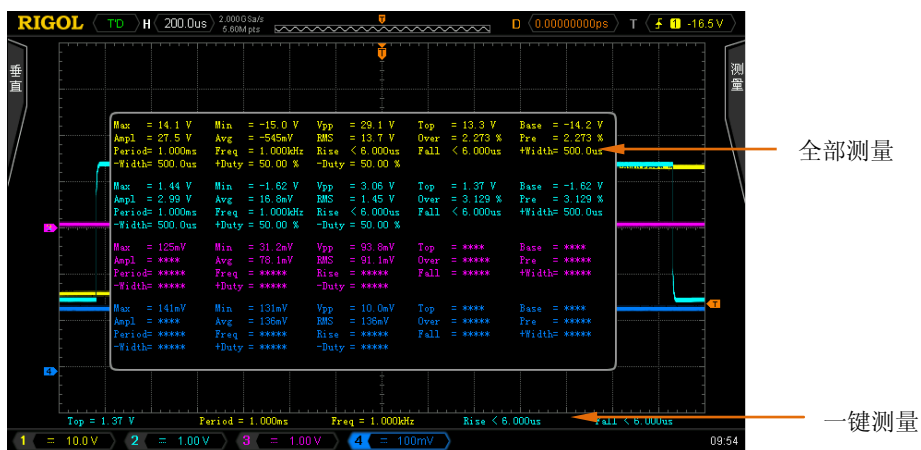 RIGOL T'D H 200.0us 2.000GSa/s 5.60M pts D 0.00000000ps T 1 -16.5 V
T
垂直
测量
Max = 14.1 V Min = -15.0 V Vpp = 29.1 V Top = 13.3 V Base = -14.2 V
Ampl = 27.5 V Avg = -545mV RMS = 13.7 V Over = 2.273 % Pre = 2.273 %
Period= 1.000ms Freq = 1.000kHz Rise < 6.000us Fall < 6.000us +Width= 500.0us
-Width= 500.0us +Duty = 50.00 % -Duty = 50.00 %
全部测量
Max = 1.44 V Min = -1.62 V Vpp = 3.06 V Top = 1.37 V Base = -1.62 V
Ampl = 2.99 V Avg = 16.8mV RMS = 1.45 V Over = 3.129 % Pre = 3.129 %
Period= 1.000ms Freq = 1.000kHz Rise < 6.000us Fall < 6.000us +Width= 500.0us
-Width= 500.0us +Duty = 50.00 % -Duty = 50.00 %
3
Max = 125mV Min = 31.2mV Vpp = 93.8mV Top = **** Base = ****
Ampl = **** Avg = 78.1mV RMS = 91.1mV Over = **** Pre = ****
Period= ***** Freq = ***** Rise = ***** Fall = ***** +Width= *****
-Width= ***** +Duty = ***** -Duty = *****
T
Max = 141mV Min = 131mV Vpp = 10.0mV Top = **** Base = ****
Ampl = **** Avg = 136mV RMS = 136mV Over = **** Pre = ****
Period= ***** Freq = ***** Rise = ***** Fall = ***** +Width= *****
-Width= ***** +Duty = ***** -Duty = *****
4
Top = 1.37 V Period = 1.000ms Freq = 1.000kHz Rise < 6.000us Fall < 6.000us
一键测量
1 = 10.0 V 2 = 1.00 V 3 = 1.00 V 4 = 100mV 09:54